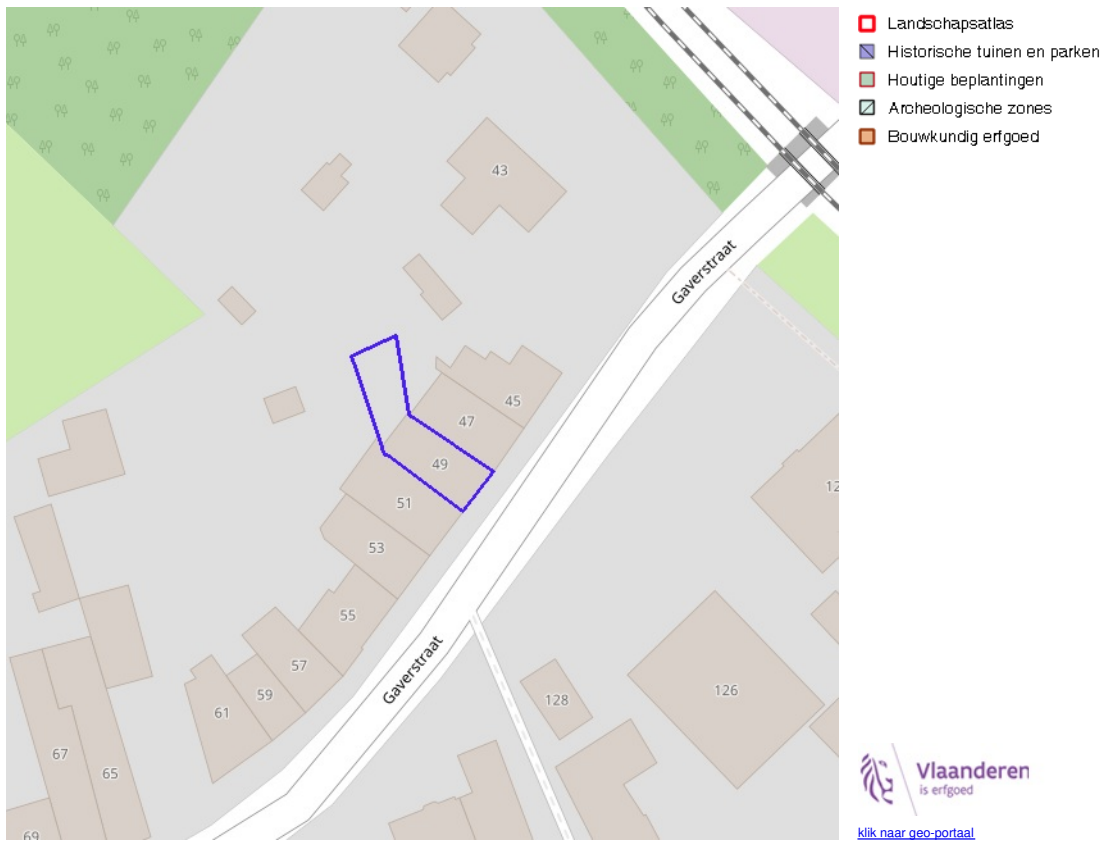 Landschapsatlas
Historische tuinen en parken
Houtige beplantingen
Archeologische zones
Bouwkundig erfgoed
43
Gaverstraat
45
47
49
51
12
53
55
Gaverstraat
57
59
61
126
128
67
65
69
Vlaanderen
is erfgoed
klik naar geo-portaal